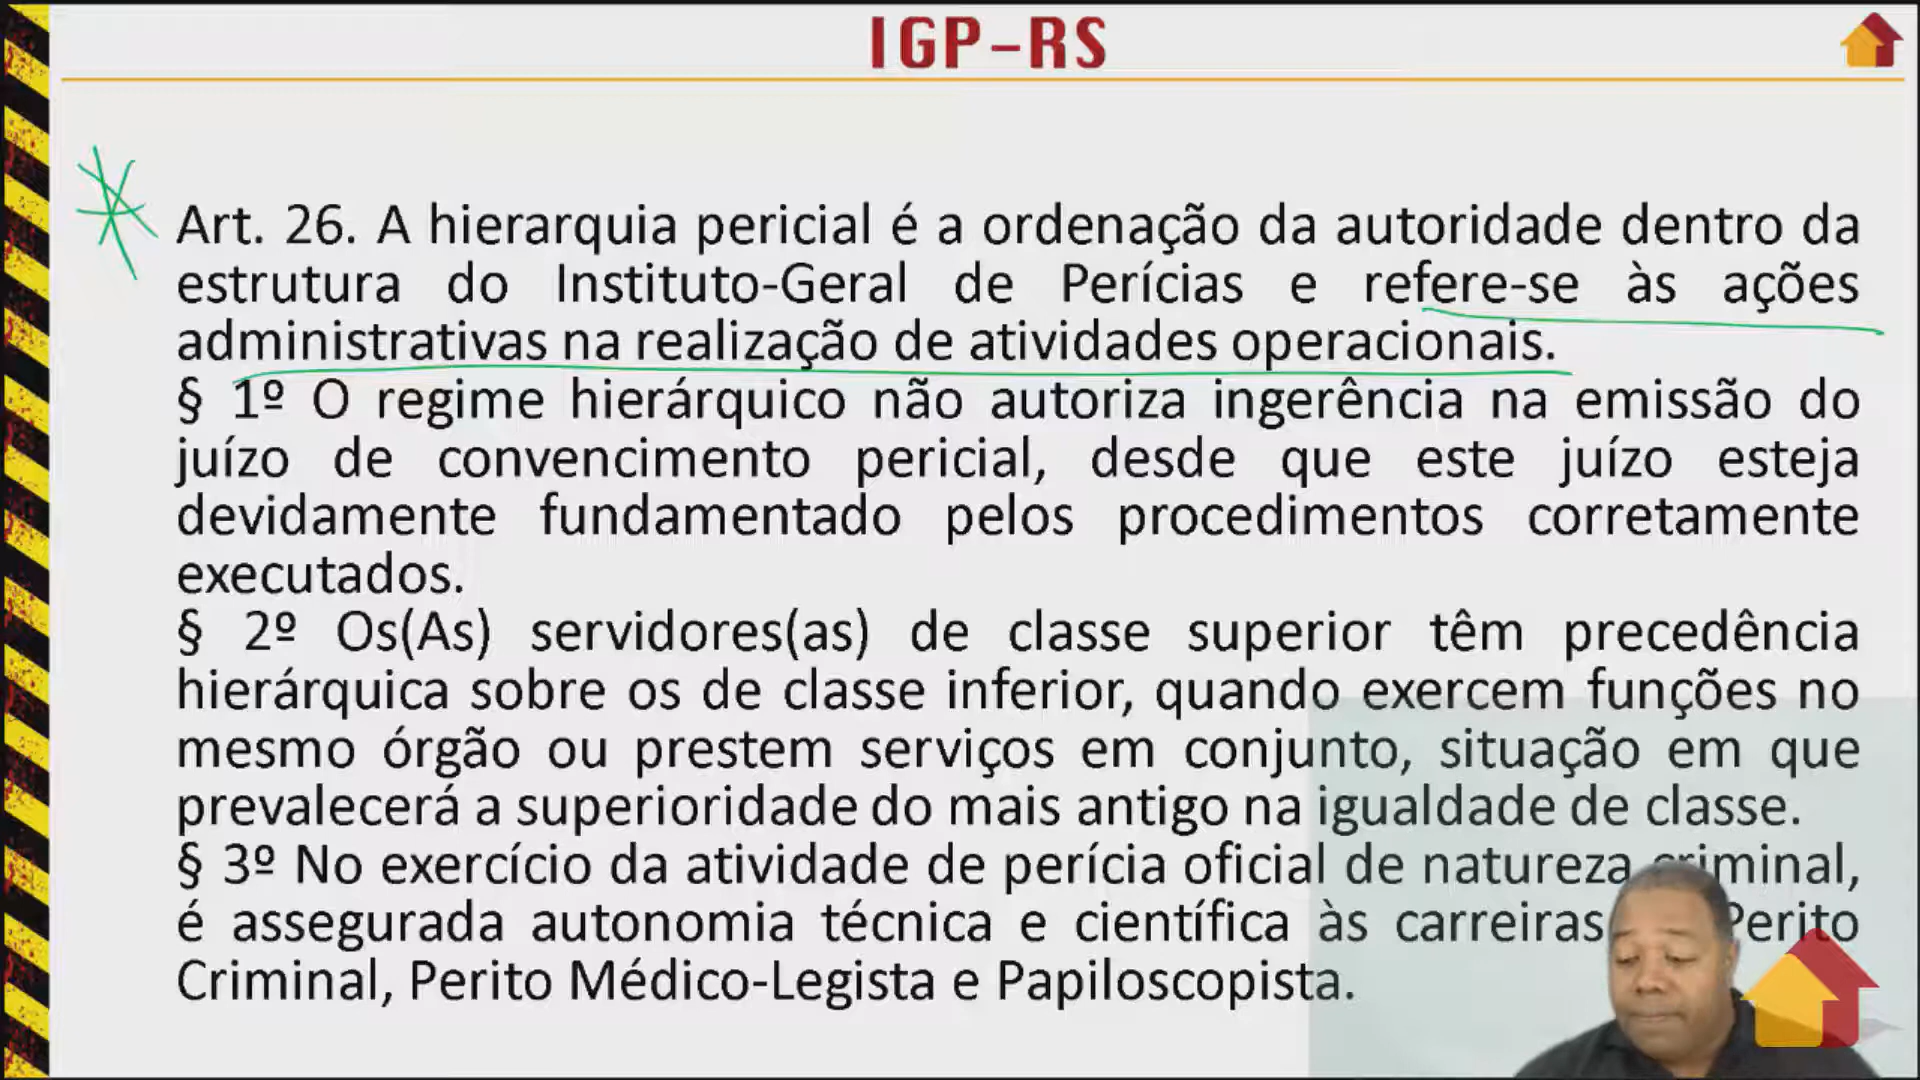 IGP-RS
Art. 26. A hierarquia pericial é a ordenação da autoridade dentro da
estrutura do Instituto-Geral de Perícias e refere-se às ações
administrativas na realização de atividades operacionais.
§ 1º O regime hierárquico não autoriza ingerência na emissão do
juízo de convencimento pericial, desde que este juízo esteja
devidamente fundamentado pelos procedimentos corretamente
executados.
§ 2º Os(As) servidores(as) de classe superior têm precedência
hierárquica sobre os de classe inferior, quando exercem funções no
mesmo órgão ou prestem serviços em conjunto, situação em que
prevalecerá a superioridade do mais antigo na igualdade de classe.
§ 3º No exercício da atividade de perícia oficial de natureza criminal,
é assegurada autonomia técnica e científica às carreiras Perito
Criminal, Perito Médico-Legista e Papiloscopista.